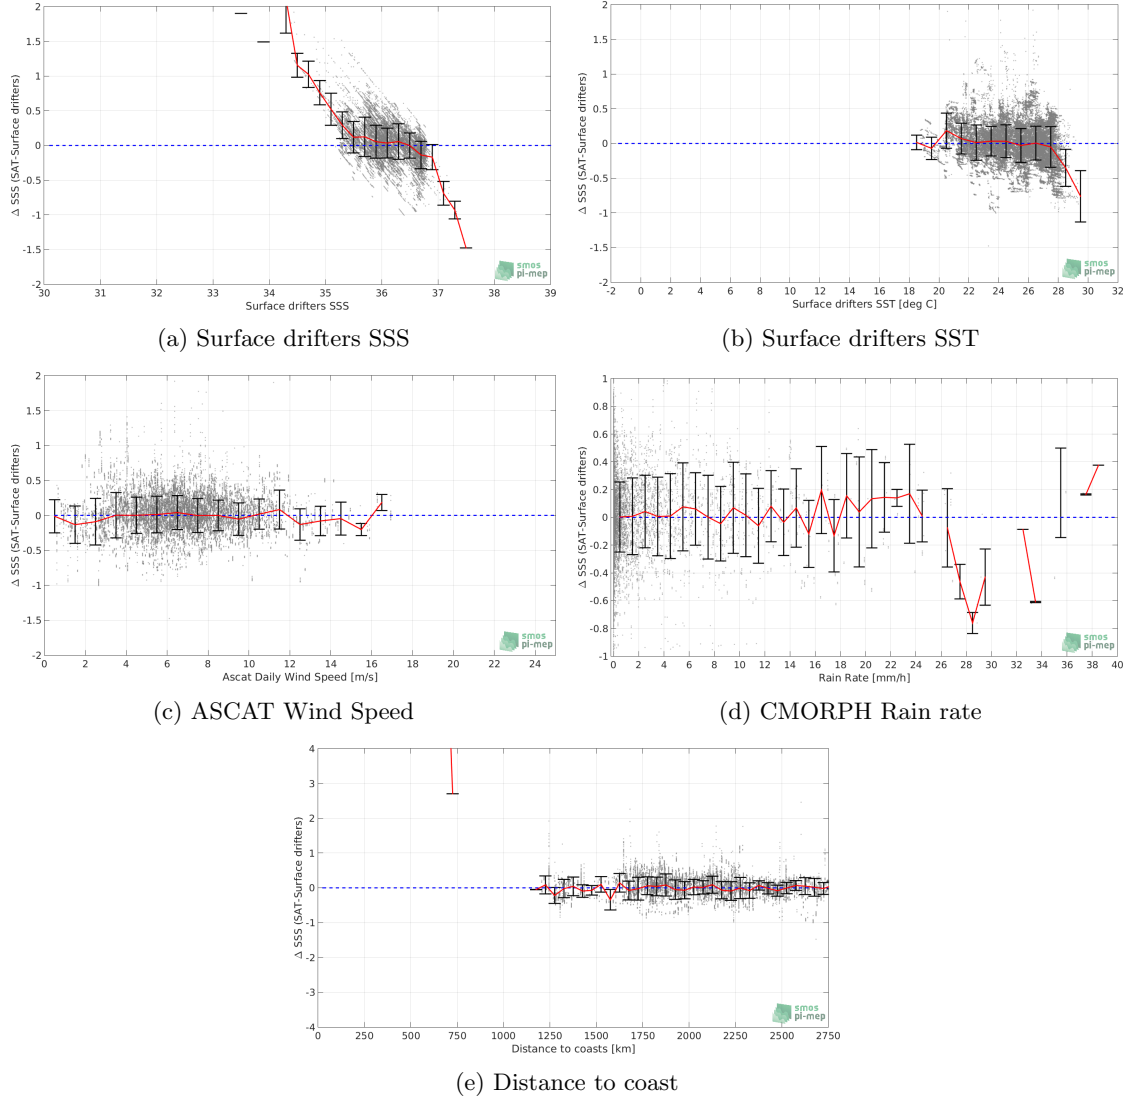 2
1.5
1
0.5
0
-0.5
-1
-1.5
-2
Δ SSS (SAT-Surface drifters)
30 31 32 33 34 35 36 37 38 39
Surface drifters SSS
smos
pi-mep
(a) Surface drifters SSS
2
1.5
1
0.5
0
-0.5
-1
-1.5
-2
Δ SSS (SAT-Surface drifters)
-2 0 2 4 6 8 10 12 14 16 18 20 22 24 26 28 30 32
Surface drifters SST [deg C]
smos
pi-mep
(b) Surface drifters SST
2
1.5
1
0.5
0
-0.5
-1
-1.5
-2
Δ SSS (SAT-Surface drifters)
0 2 4 6 8 10 12 14 16 18 20 22 24
Ascat Daily Wind Speed [m/s]
smos
pi-mep
(c) ASCAT Wind Speed
1
0.8
0.6
0.4
0.2
0
-0.2
-0.4
-0.6
-0.8
-1
Δ SSS (SAT-Surface drifters)
0 2 4 6 8 10 12 14 16 18 20 22 24 26 28 30 32 34 36 38 40
Rain Rate [mm/h]
smos
pi-mep
(d) CMORPH Rain rate
4
3
2
1
0
-1
-2
-3
-4
Δ SSS (SAT-Surface drifters)
0 250 500 750 1000 1250 1500 1750 2000 2250 2500 2750
Distance to coasts [km]
smos
pi-mep
(e) Distance to coast